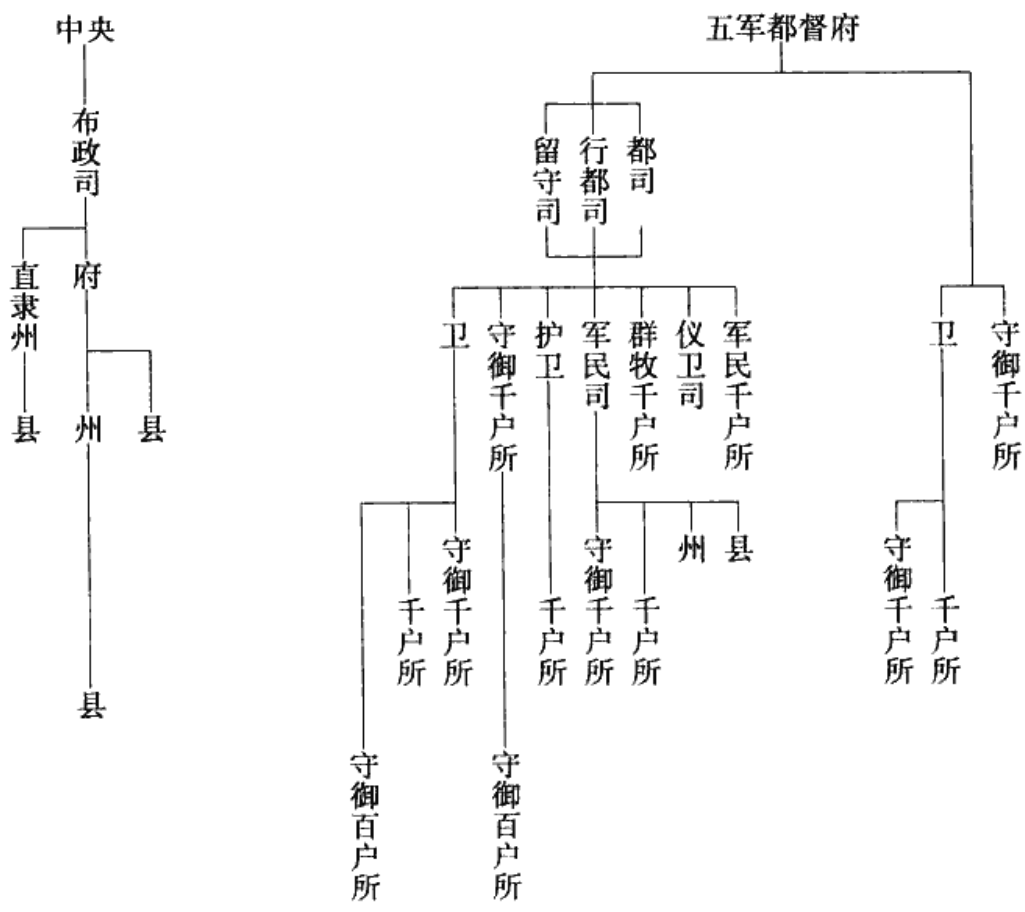 中央
布政司
直隶州
府
县
州
县
县
五军都督府
留守司
行都司
都司
卫
守御千户所
护卫
军民司
群牧千户所
仪卫司
军民千户所
卫
守御千户所
千户所
守御千户所
千户所
守御千户所
千户所
州
县
守御千户所
千户所
守御百户所
守御百户所